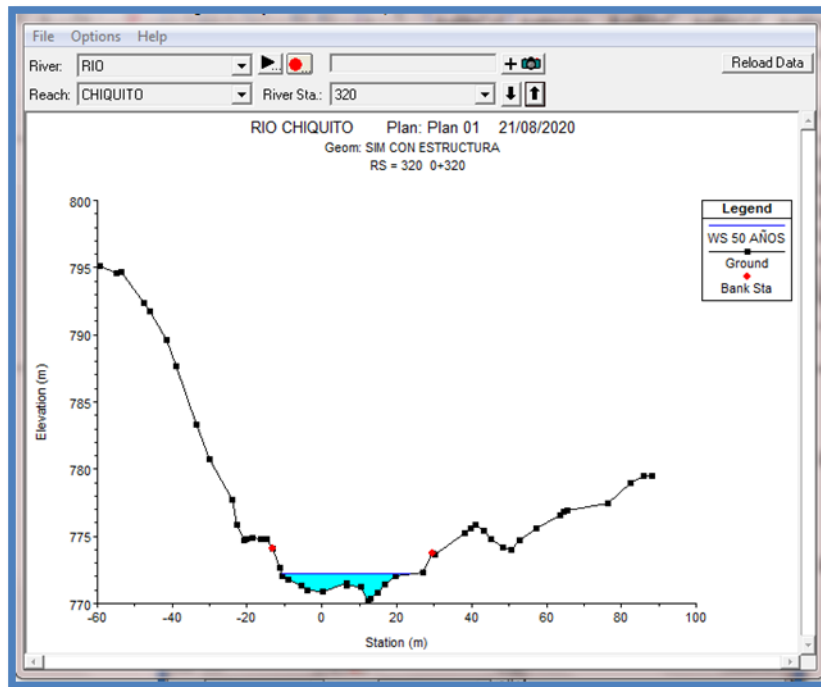 File Options Help
River: RIO
Reload Data
Reach: CHIQUITO River Sta.: 320
RIO CHIQUITO Plan: Plan 01 21/08/2020
Geom: SIM CON ESTRUCTURA
RS = 320 0+320
Legend
WS 50 AÑOS
Ground
Bank Sta
Elevation (m)
800
795
790
785
780
775
770
-60 -40 -20 0 20 40 60 80 100
Station (m)